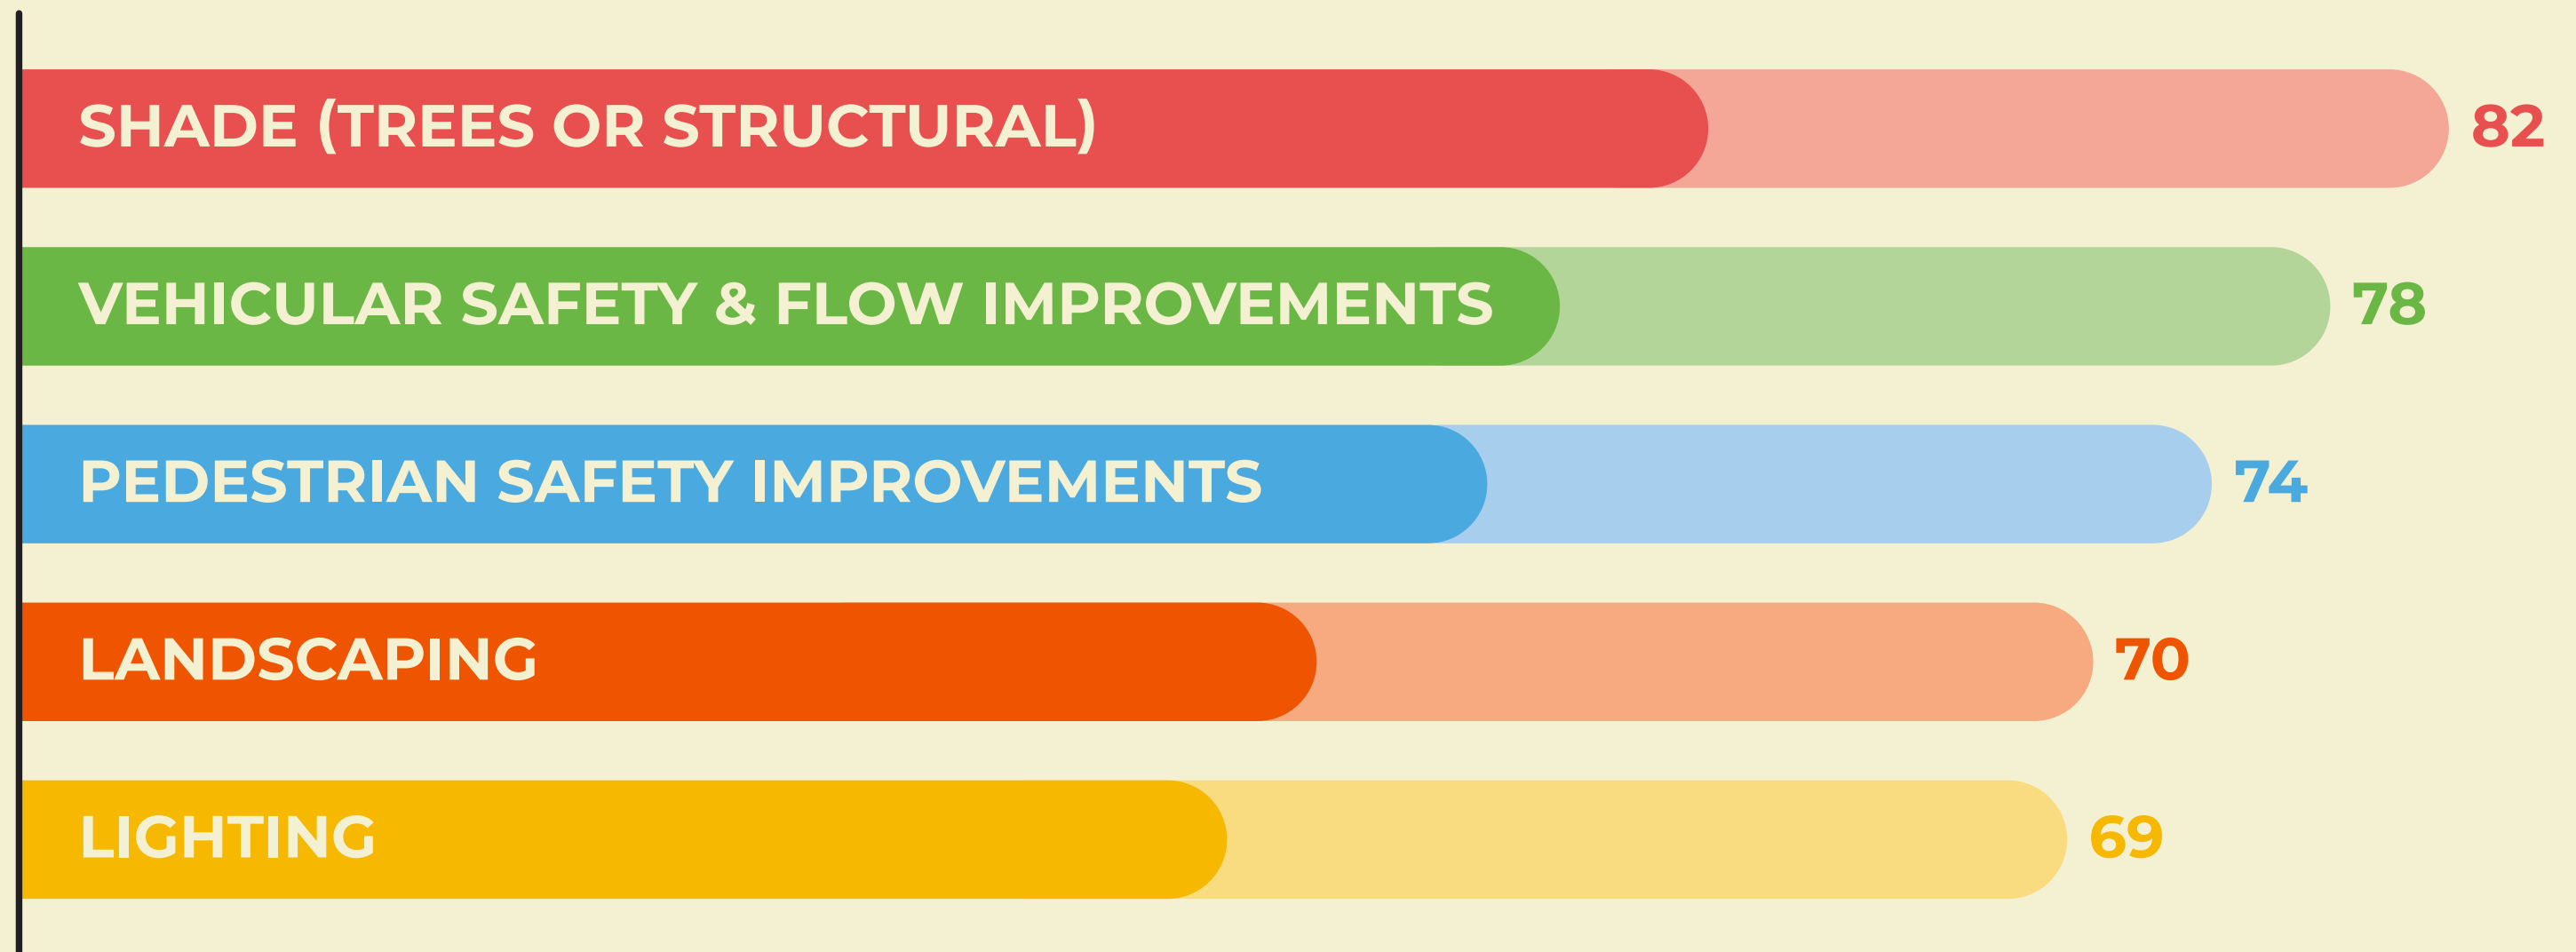 SHADE (TREES OR STRUCTURAL) 82
VEHICULAR SAFETY & FLOW IMPROVEMENTS 78
PEDESTRIAN SAFETY IMPROVEMENTS 74
LANDSCAPING 70
LIGHTING 69